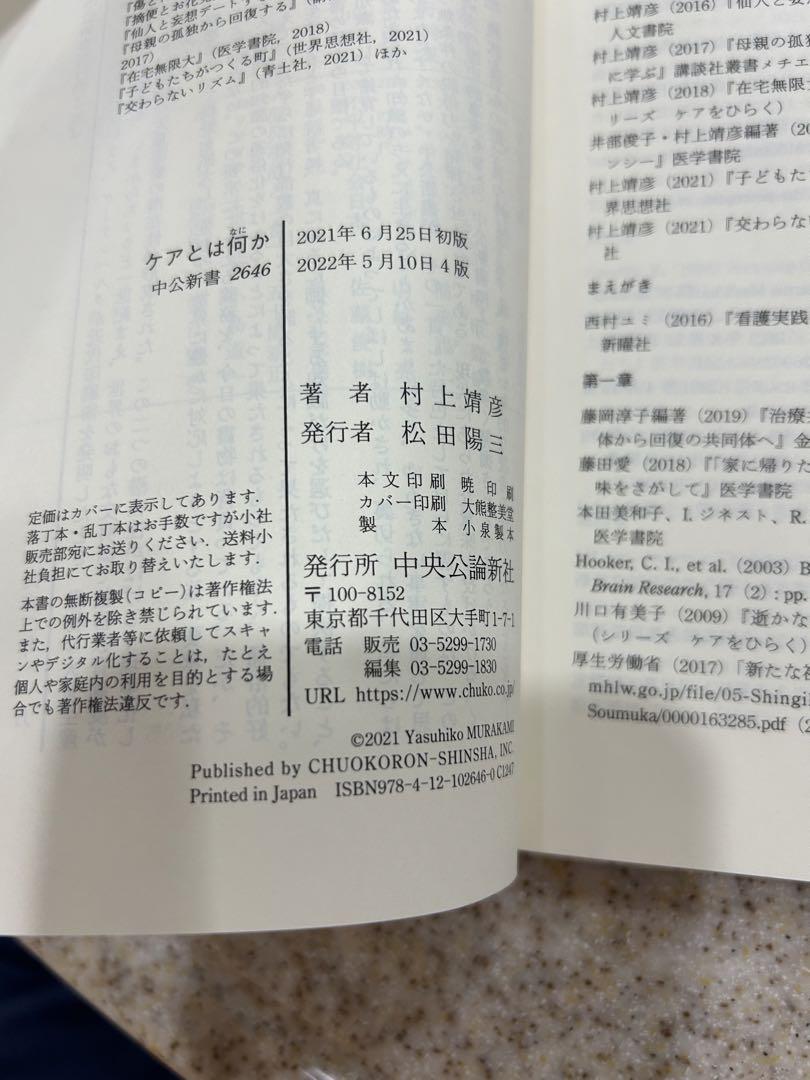 『仙人と妄想デートする
『母親の孤独から回復する』
2017)
『在宅無限大』(医学書院, 2018)
『子どもたちがつくる町』(世界思想社, 2021)
『交わらないリズム』(青土社, 2021) ほか
ケアとは何か
なに
中公新書 2646
2021年6月25日初版
2022年5月10日4版
著者 村上靖彦
発行者 松田陽三
本文印刷 暁印刷
カバー印刷 大熊整美堂
製本 小泉製本
発行所 中央公論新社
〒100-8152
東京都千代田区大手町1-7-1
電話 販売 03-5299-1730
編集 03-5299-1830
URL https://www.chuko.co.jp/
定価はカバーに表示してあります.
落丁本・乱丁本はお手数ですが小社
販売部宛にお送りください. 送料小
社負担にてお取り替えいたします.
本書の無断複製(コピー)は著作権法
上での例外を除き禁じられています.
また, 代行業者等に依頼してスキャ
ンやデジタル化することは, たとえ
個人や家庭内の利用を目的とする場
合でも著作権法違反です.
©2021 Yasuhiko MURAKAMI
Published by CHUOKORON-SHINSHA, INC.
Printed in Japan ISBN978-4-12-102646-0 C1247
村上靖彦(2016)『仙人と妄
人文書院
村上靖彦(2017)『母親の孤独
に学ぶ』講談社叢書メチエ
村上靖彦(2018)『在宅無限大
リーズ ケアをひらく)
井部俊子・村上靖彦編著(20
ンシー』医学書院
村上靖彦(2021)『子どもた
界思想社
村上靖彦(2021)『交わらない
社
まえがき
西村ユミ(2016)『看護実践
新曜社
第一章
藤岡淳子編著(2019)『治療共
体から回復の共同体へ』金
藤田愛(2018)『「家に帰りた
味をさがして』医学書院
本田美和子, I. ジネスト, R.
医学書院
Hooker, C. I., et al. (2003) B
Brain Research, 17 (2) : pp.
川口有美子(2009)『逝かな
(シリーズ ケアをひらく)
厚生労働省(2017)「新たな
mhlw.go.jp/file/05-Shingi
Soumuka/0000163285.pdf (2